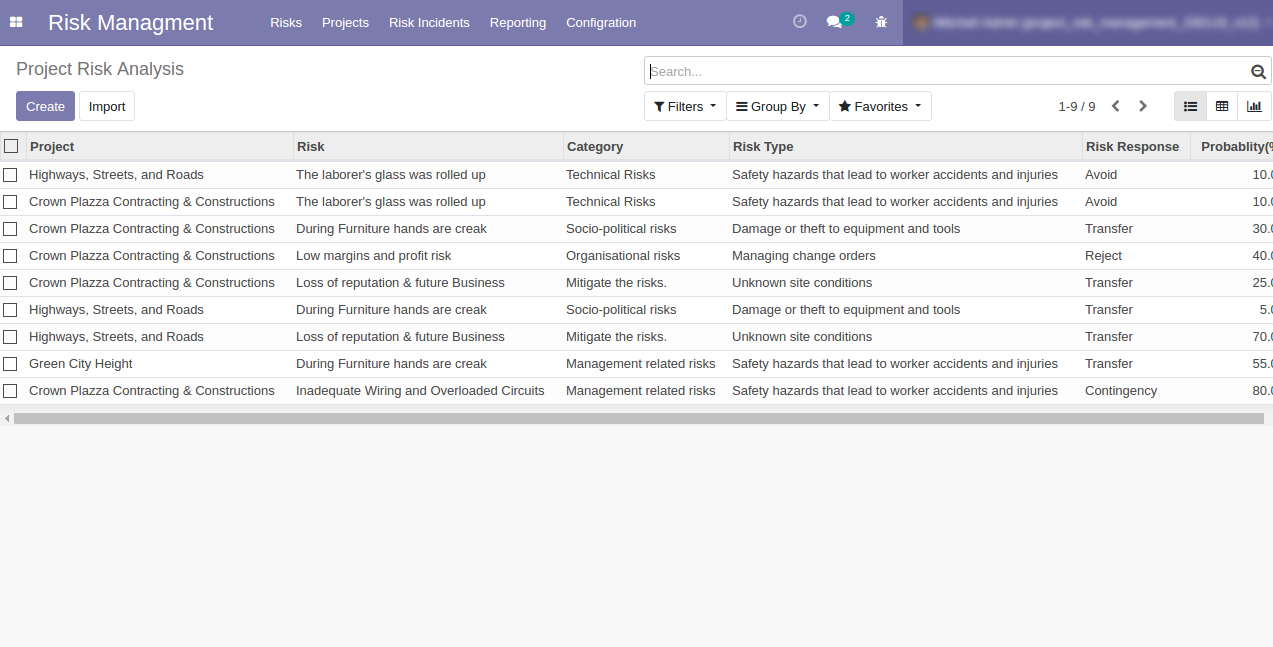 Risk Managment Risks Projects Risk Incidents Reporting Configration 2
Project Risk Analysis Search...
Create Import Filters Group By Favorites 1-9 / 9
Project Risk Category Risk Type Risk Response Probablity(%
Highways, Streets, and Roads The laborer's glass was rolled up Technical Risks Safety hazards that lead to worker accidents and injuries Avoid 10.0
Crown Plazza Contracting & Constructions The laborer's glass was rolled up Technical Risks Safety hazards that lead to worker accidents and injuries Avoid 10.0
Crown Plazza Contracting & Constructions During Furniture hands are creak Socio-political risks Damage or theft to equipment and tools Transfer 30.0
Crown Plazza Contracting & Constructions Low margins and profit risk Organisational risks Managing change orders Reject 40.0
Crown Plazza Contracting & Constructions Loss of reputation & future Business Mitigate the risks. Unknown site conditions Transfer 25.0
Highways, Streets, and Roads During Furniture hands are creak Socio-political risks Damage or theft to equipment and tools Transfer 5.0
Highways, Streets, and Roads Loss of reputation & future Business Mitigate the risks. Unknown site conditions Transfer 70.0
Green City Height During Furniture hands are creak Management related risks Safety hazards that lead to worker accidents and injuries Transfer 55.0
Crown Plazza Contracting & Constructions Inadequate Wiring and Overloaded Circuits Management related risks Safety hazards that lead to worker accidents and injuries Contingency 80.0